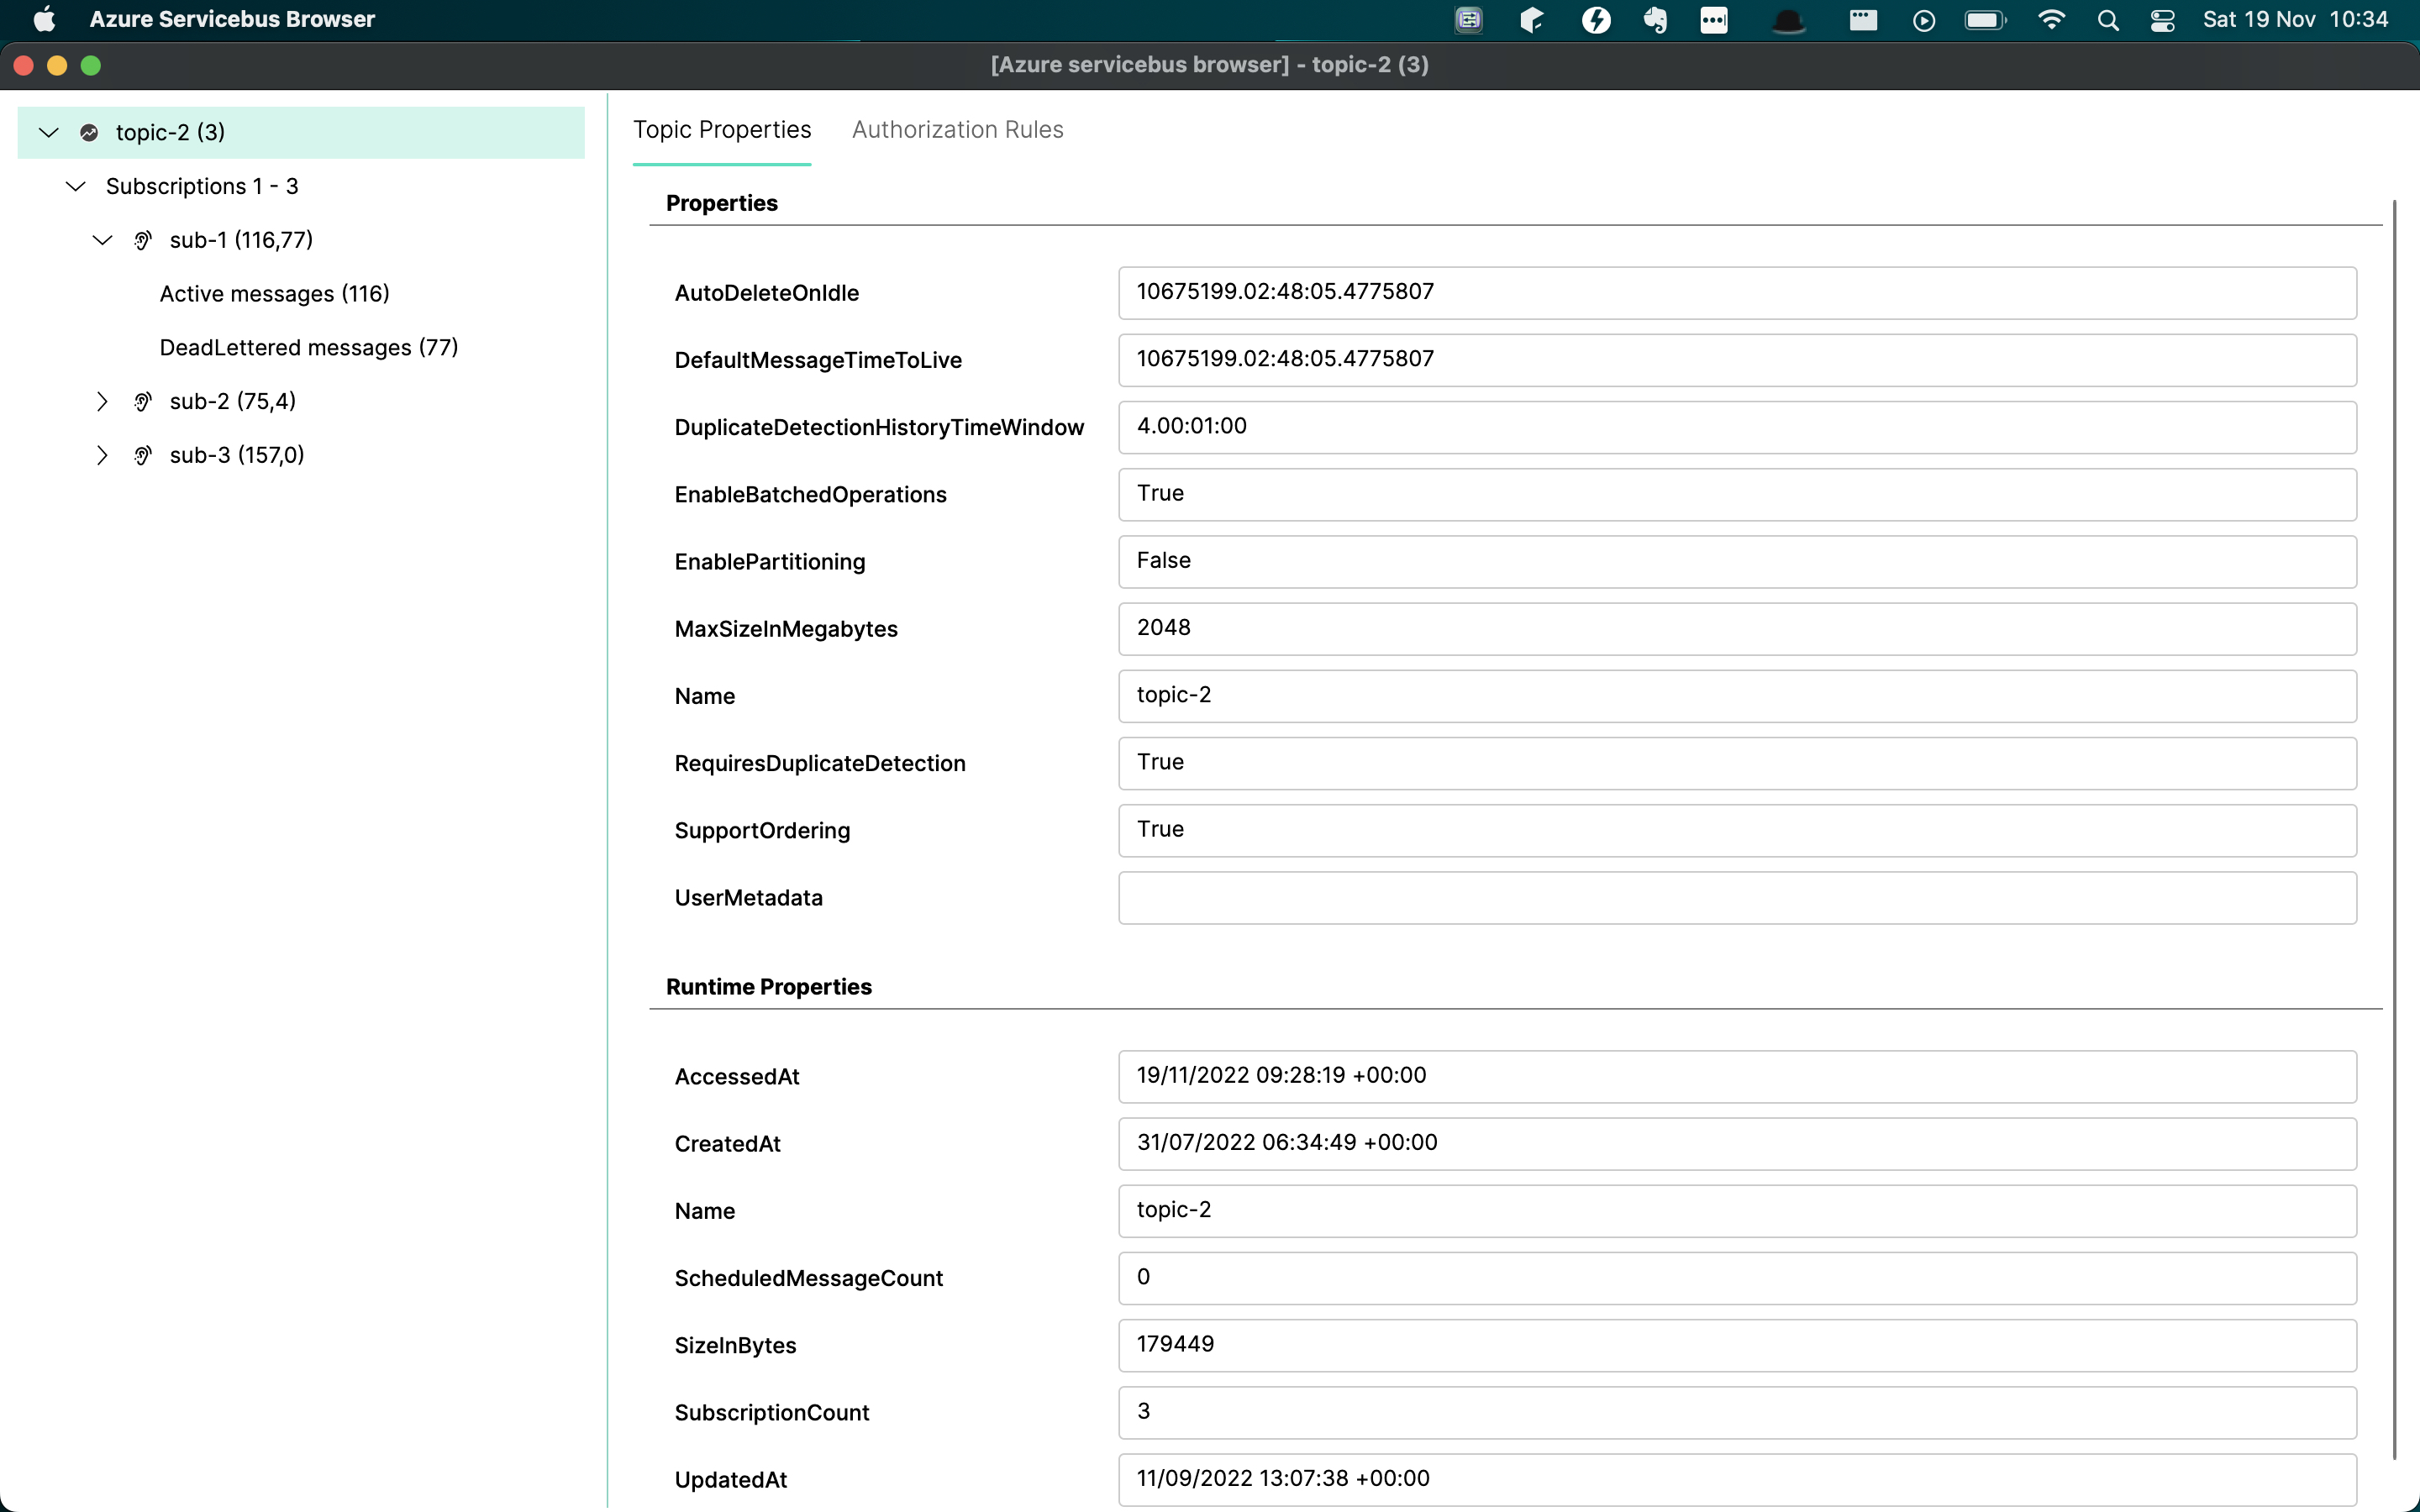 Azure Servicebus Browser
Sat 19 Nov 10:34
[Azure servicebus browser] - topic-2 (3)
topic-2 (3)
Subscriptions 1 - 3
sub-1 (116,77)
Active messages (116)
DeadLettered messages (77)
sub-2 (75,4)
sub-3 (157,0)
Topic Properties
Authorization Rules
Properties
AutoDeleteOnIdle 10675199.02:48:05.4775807
DefaultMessageTimeToLive 10675199.02:48:05.4775807
DuplicateDetectionHistoryTimeWindow 4.00:01:00
EnableBatchedOperations True
EnablePartitioning False
MaxSizeInMegabytes 2048
Name topic-2
RequiresDuplicateDetection True
SupportOrdering True
UserMetadata
Runtime Properties
AccessedAt 19/11/2022 09:28:19 +00:00
CreatedAt 31/07/2022 06:34:49 +00:00
Name topic-2
ScheduledMessageCount 0
SizeInBytes 179449
SubscriptionCount 3
UpdatedAt 11/09/2022 13:07:38 +00:00